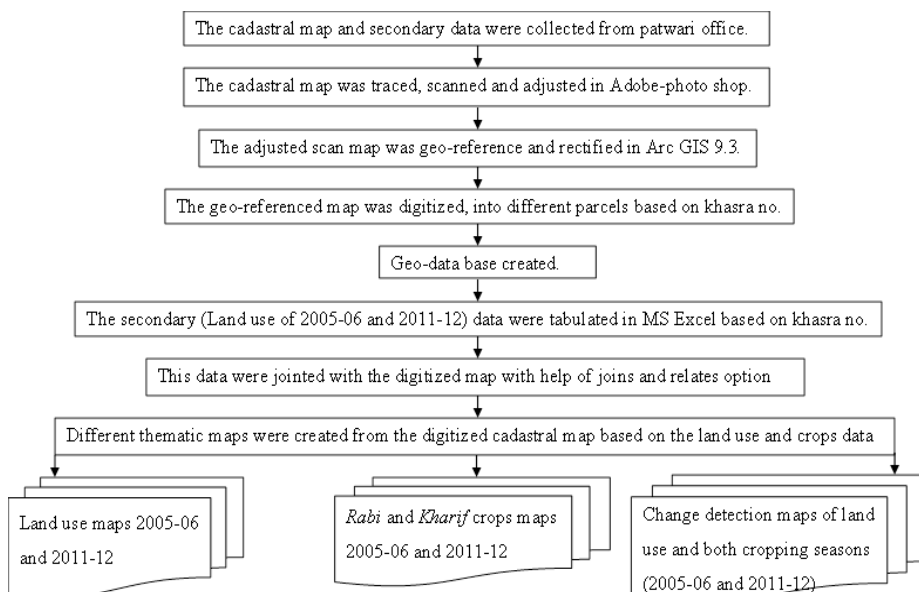 The cadastral map and secondary data were collected from patwari office.
The cadastral map was traced, scanned and adjusted in Adobe-photo shop.
The adjusted scan map was geo-reference and rectified in Arc GIS 9.3.
The geo-referenced map was digitized, into different parcels based on khasra no.
Geo-data base created.
The secondary (Land use of 2005-06 and 2011-12) data were tabulated in MS Excel based on khasra no.
This data were jointed with the digitized map with help of joins and relates option
Different thematic maps were created from the digitized cadastral map based on the land use and crops data
Land use maps 2005-06
and 2011-12
Rabi and Kharif crops maps
2005-06 and 2011-12
Change detection maps of land
use and both cropping seasons
(2005-06 and 2011-12)